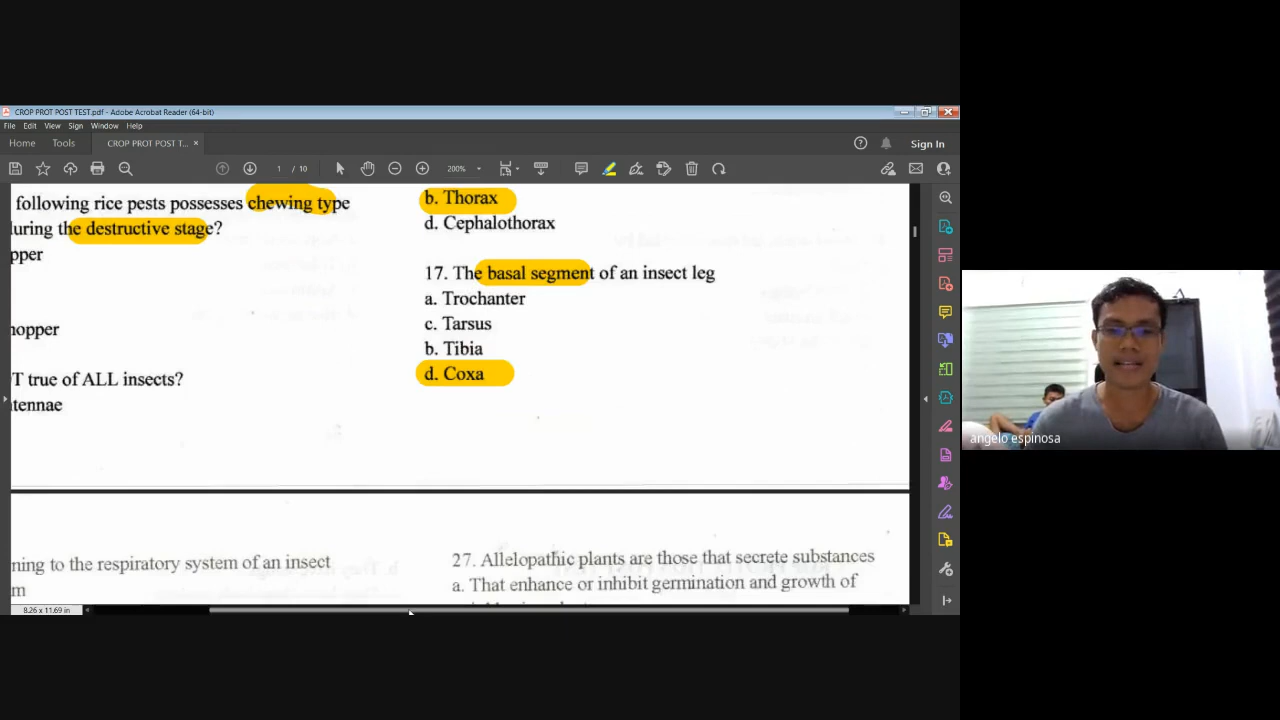 CROP PROT POST TEST.pdf - Adobe Acrobat Reader (64-bit)
File Edit View Sign Window Help
Home Tools CROP PROT POST T... × Sign In
1 / 10 200%
following rice pests possesses chewing type
during the destructive stage?
pper
hopper
T true of ALL insects?
tennae
b. Thorax
d. Cephalothorax
17. The basal segment of an insect leg
a. Trochanter
c. Tarsus
b. Tibia
d. Coxa
ning to the respiratory system of an insect
m
27. Allelopathic plants are those that secrete substances
a. That enhance or inhibit germination and growth of
8.26 x 11.69 in
angelo espinosa